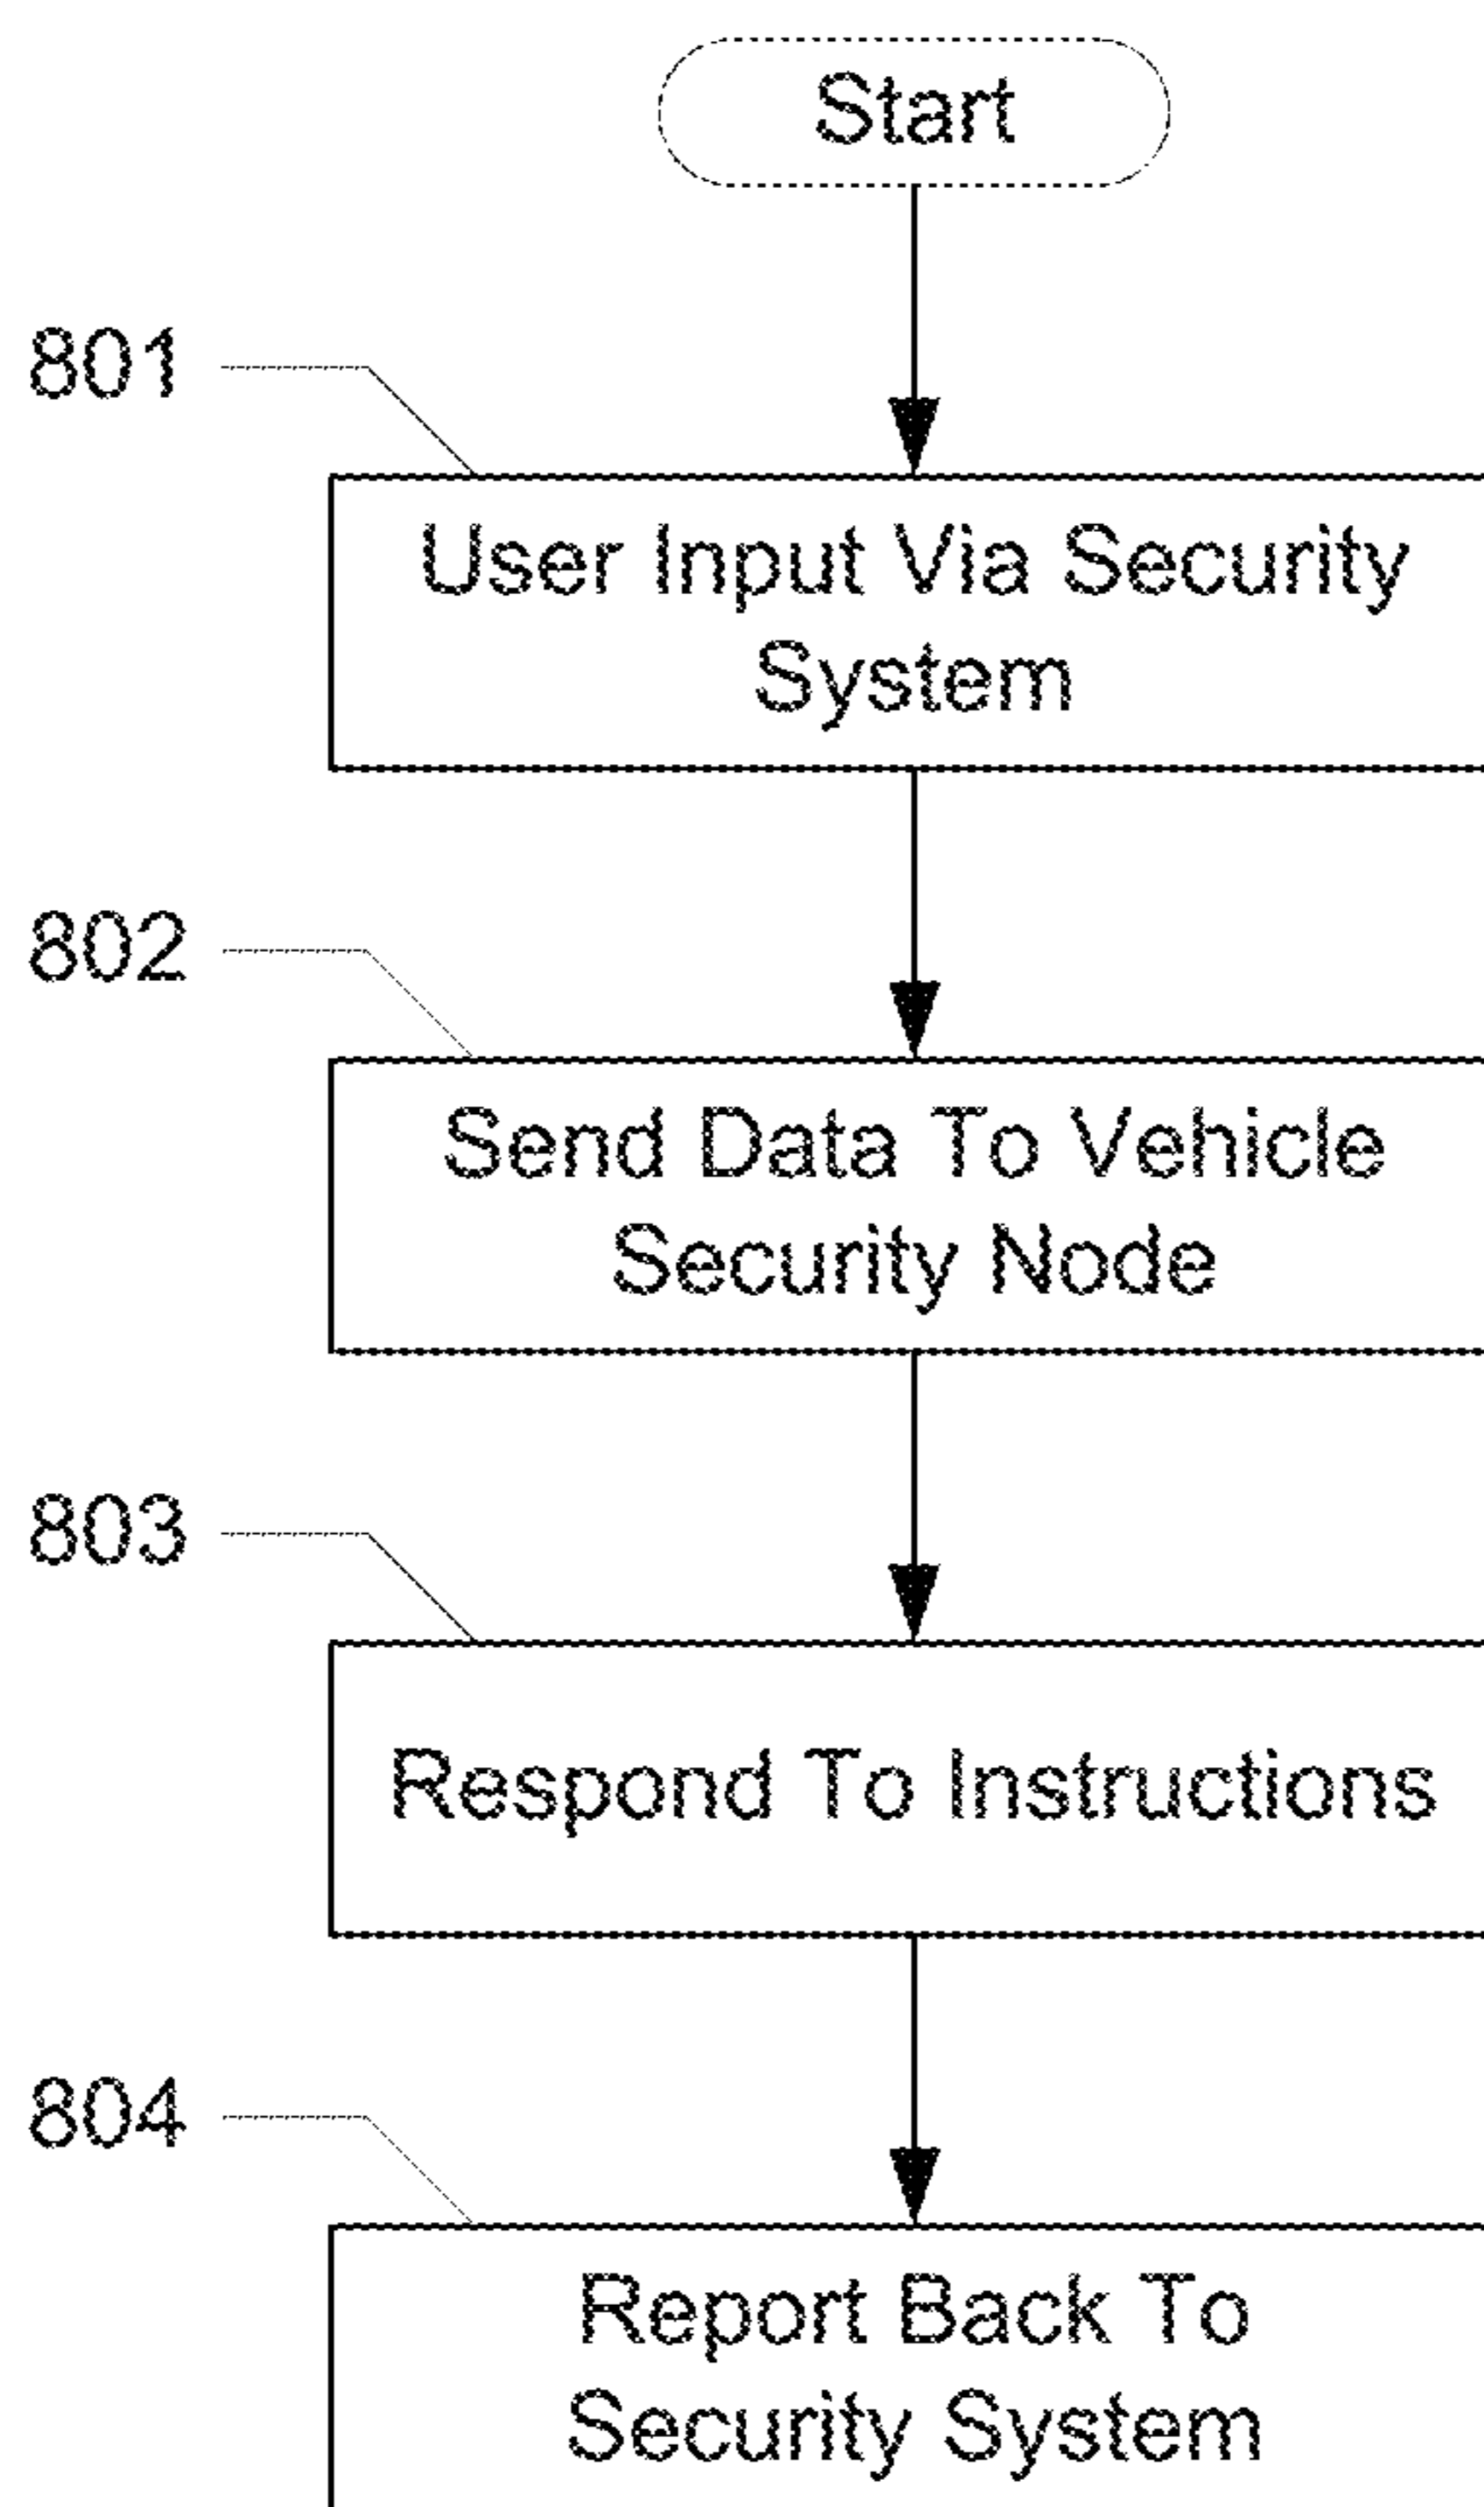 Start
801
User Input Via Security
System
802
Send Data To Vehicle
Security Node
803
Respond To Instructions
804
Report Back To
Security System